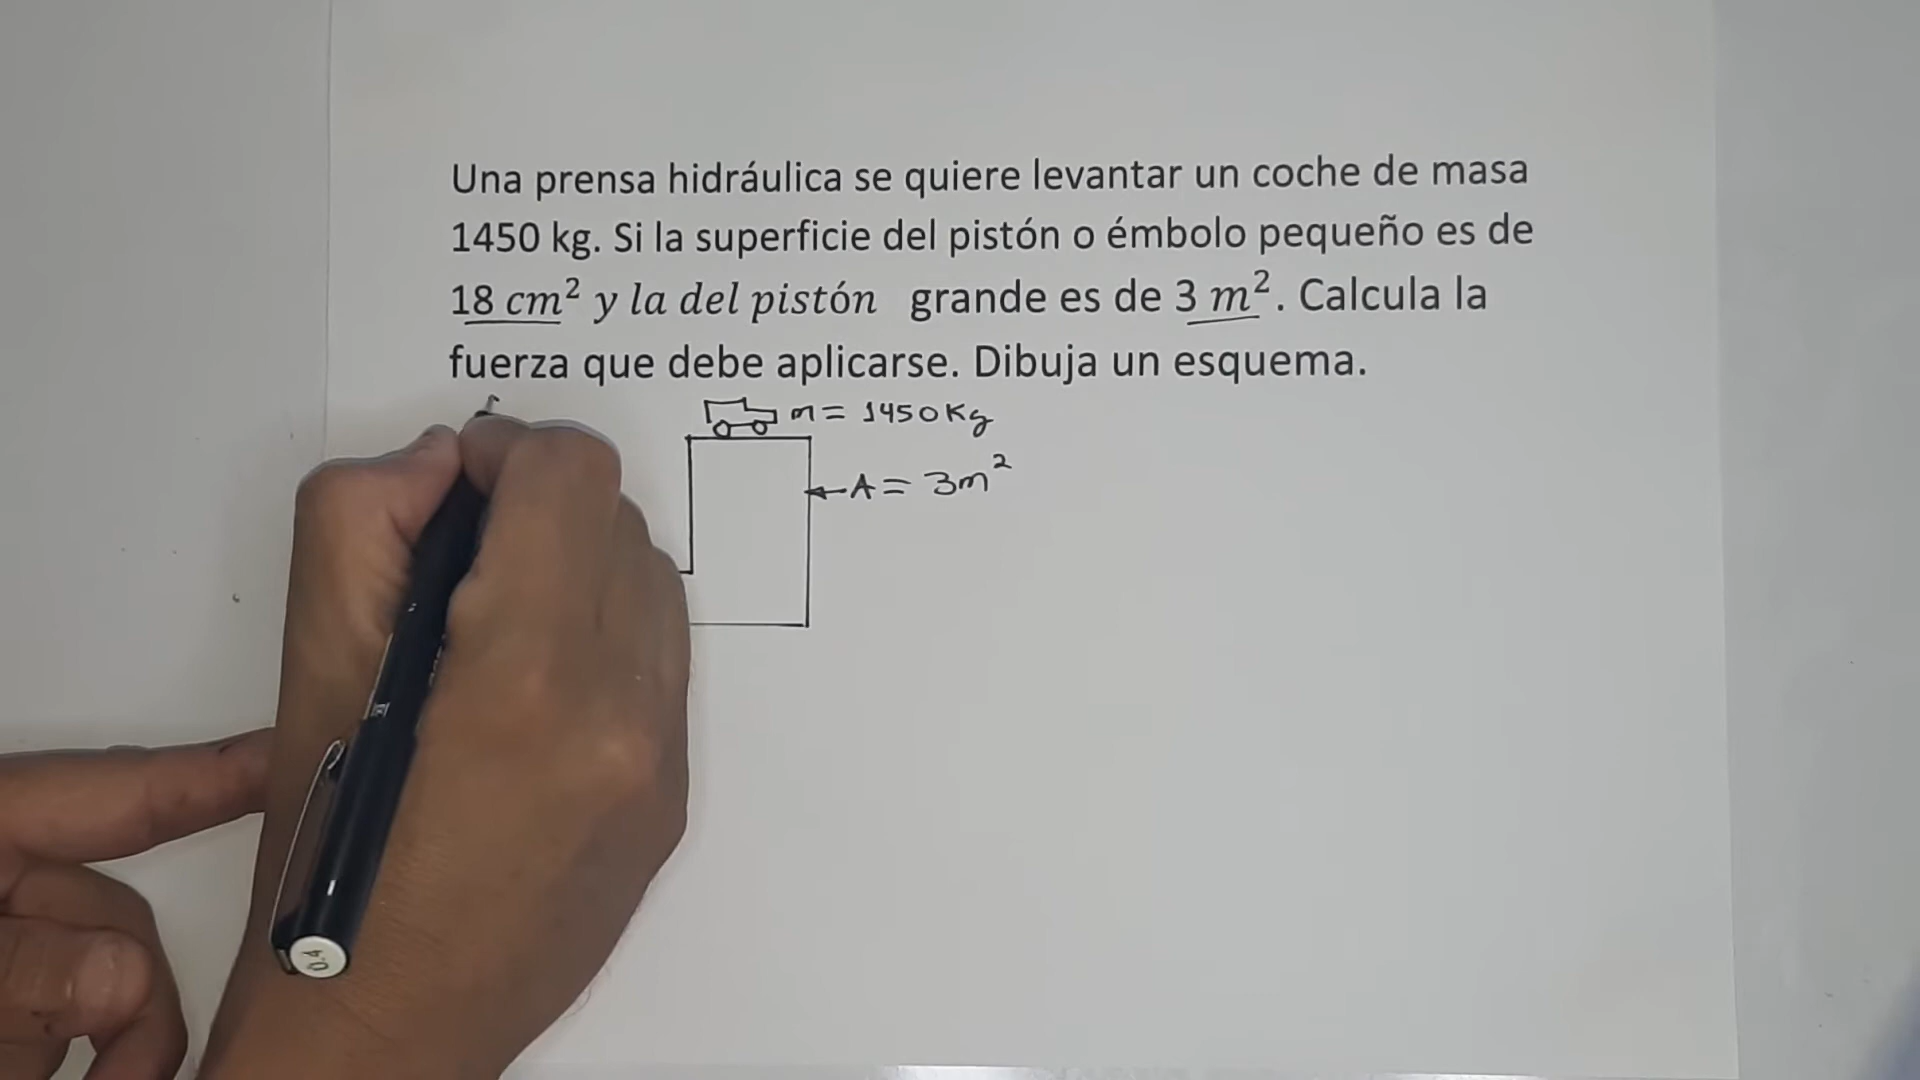 Una prensa hidráulica se quiere levantar un coche de masa
1450 kg. Si la superficie del pistón o émbolo pequeño es de
18 cm² y la del pistón grande es de 3 m². Calcula la
fuerza que debe aplicarse. Dibuja un esquema.
m = 1450 Kg
A = 3m²
0.4